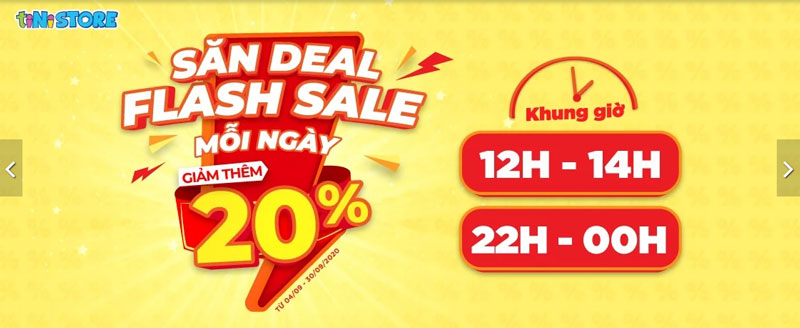 tiNiSTORE
SĂN DEAL
FLASH SALE
MỖI NGÀY
GIẢM THÊM
20%
TỪ 04/09 - 30/09/2020
Khung giờ
12H - 14H
22H - 00H